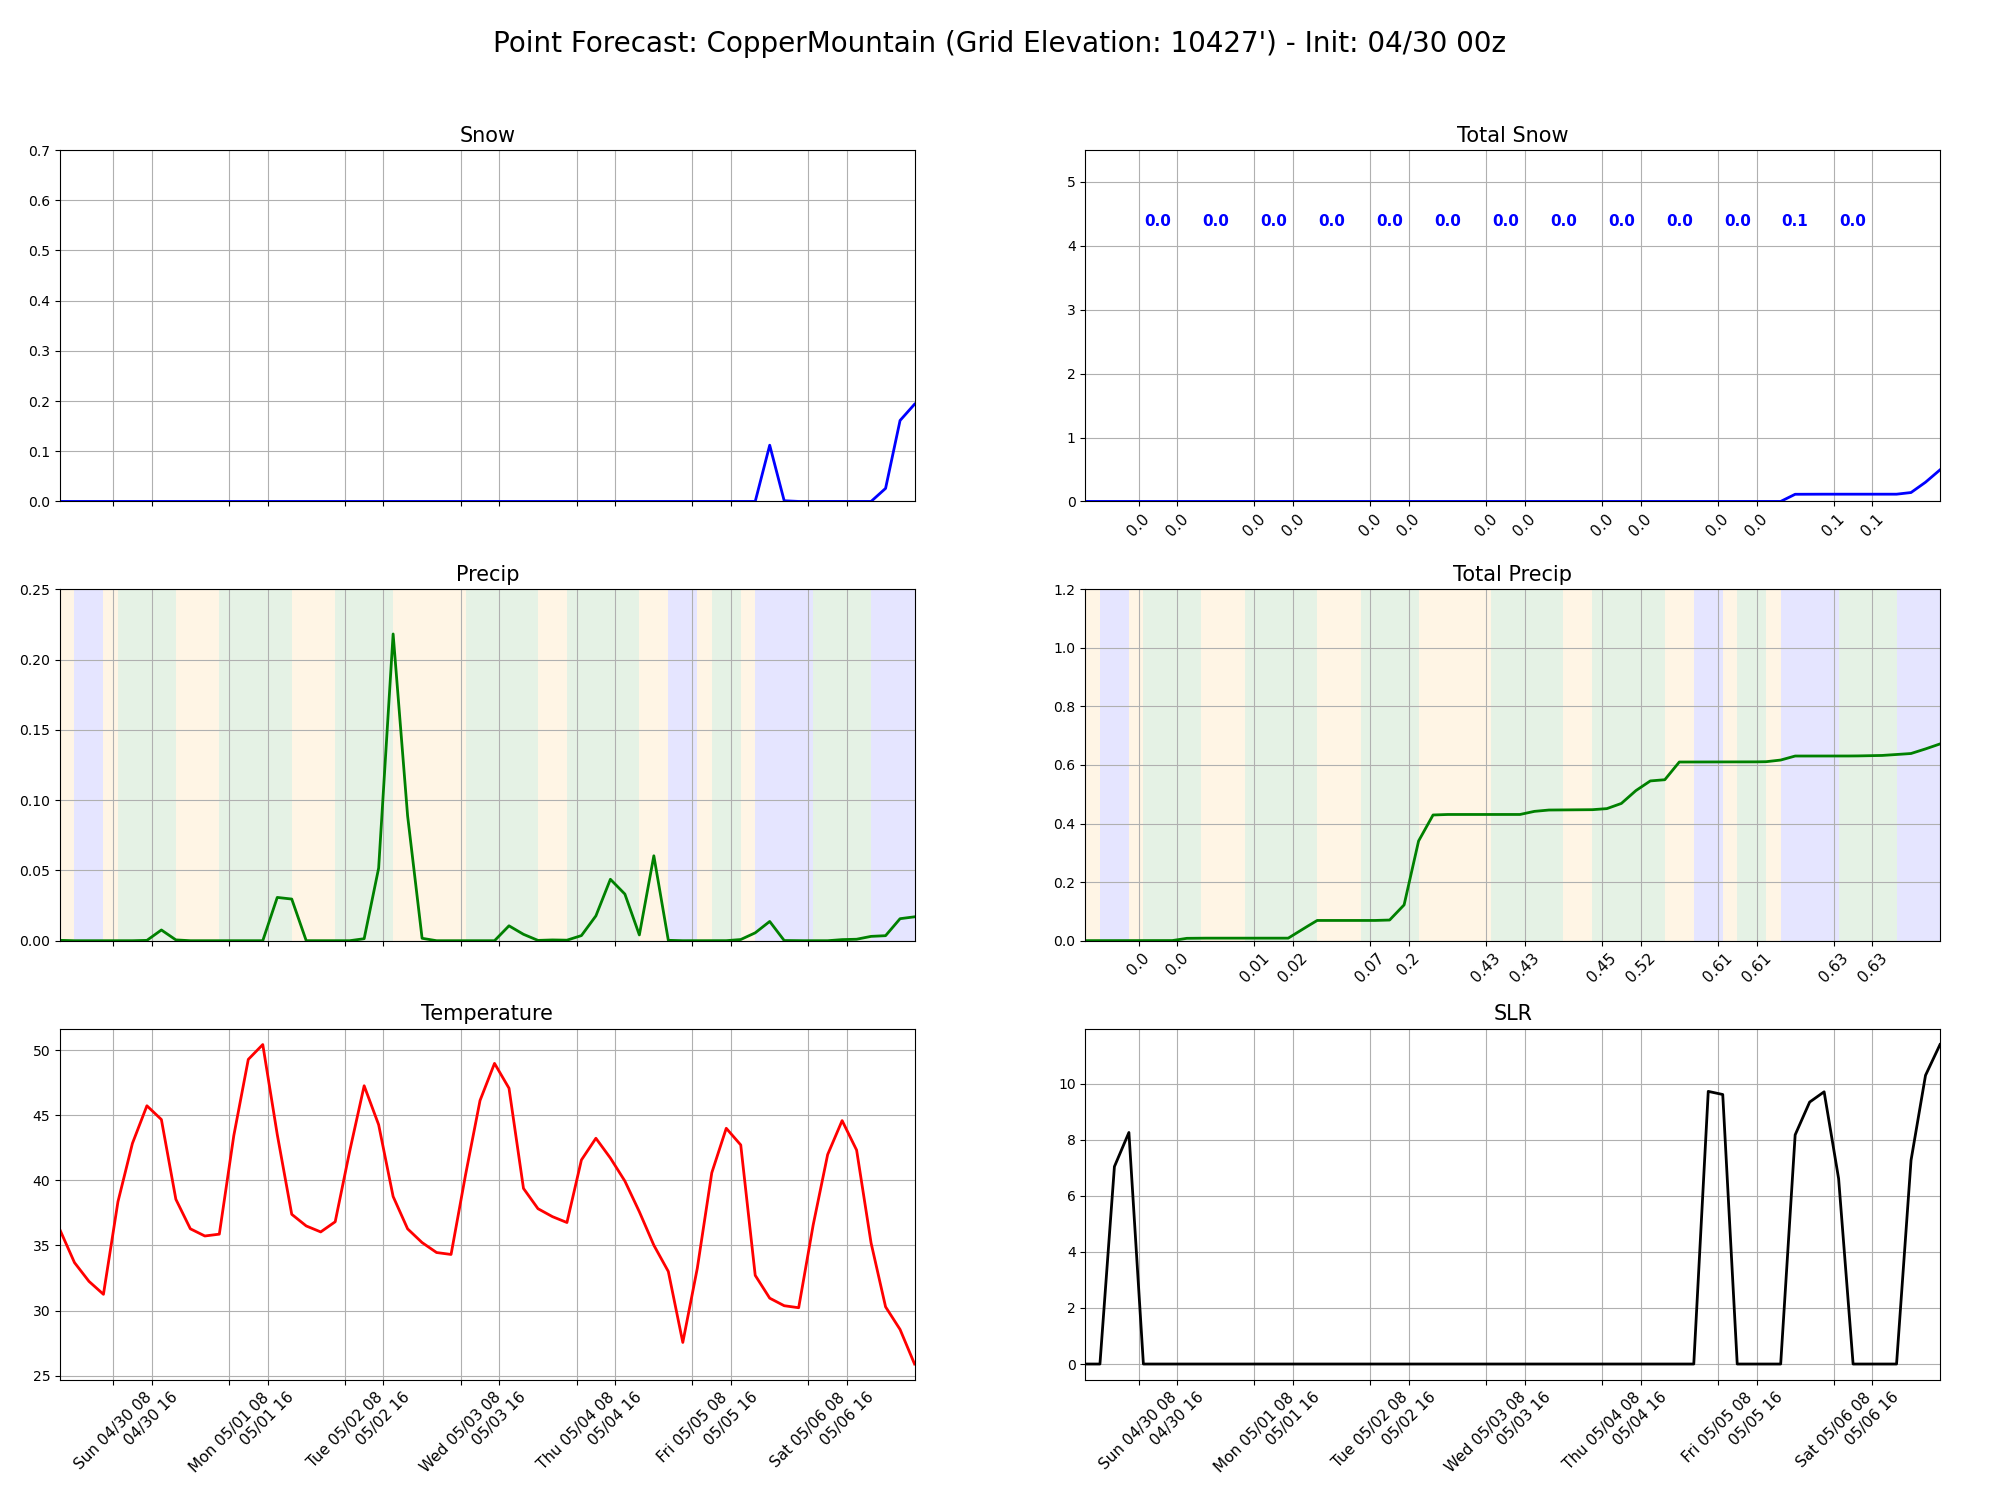 Point Forecast: CopperMountain (Grid Elevation: 10427') - Init: 04/30 00z
Snow
0.7
0.6
0.5
0.4
0.3
0.2
0.1
0.0
Total Snow
5
4
3
2
1
0
0.0 0.0 0.0 0.0 0.0 0.0 0.0 0.0 0.0 0.0 0.0 0.1 0.0
0.0 0.0 0.0 0.0 0.0 0.0 0.0 0.0 0.0 0.0 0.0 0.0 0.1 0.1
Precip
0.25
0.20
0.15
0.10
0.05
0.00
Total Precip
1.2
1.0
0.8
0.6
0.4
0.2
0.0
0.0 0.0 0.01 0.02 0.07 0.2 0.43 0.43 0.45 0.52 0.61 0.61 0.63 0.63
Temperature
50
45
40
35
30
25
Sun 04/30 08
04/30 16
Mon 05/01 08
05/01 16
Tue 05/02 08
05/02 16
Wed 05/03 08
05/03 16
Thu 05/04 08
05/04 16
Fri 05/05 08
05/05 16
Sat 05/06 08
05/06 16
SLR
10
8
6
4
2
0
Sun 04/30 08
04/30 16
Mon 05/01 08
05/01 16
Tue 05/02 08
05/02 16
Wed 05/03 08
05/03 16
Thu 05/04 08
05/04 16
Fri 05/05 08
05/05 16
Sat 05/06 08
05/06 16